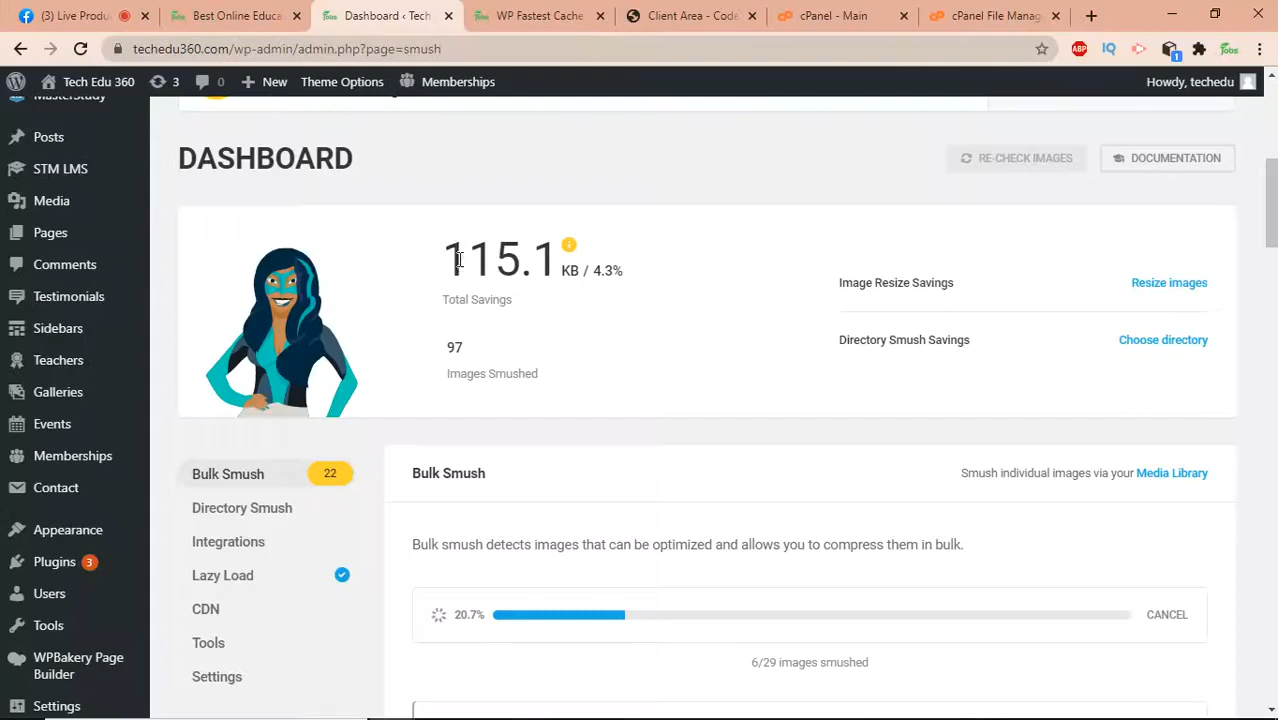 Live Produ
Best Online Educa
Dashboard ‹ Tech
WP Fastest Cache
Client Area - Code
cPanel - Main
cPanel File Manag
techedu360.com/wp-admin/admin.php?page=smush
ABP
IQ
1
Jobs
Tech Edu 360
3
0
New
Theme Options
Memberships
Howdy, techedu
MasterStudy
Posts
STM LMS
Media
Pages
Comments
Testimonials
Sidebars
Teachers
Galleries
Events
Memberships
Contact
Appearance
Plugins 3
Users
Tools
WPBakery Page
Builder
Settings
DASHBOARD
RE-CHECK IMAGES
DOCUMENTATION
115.1 KB / 4.3%
Total Savings
97
Images Smushed
Image Resize Savings
Resize images
Directory Smush Savings
Choose directory
Bulk Smush
22
Directory Smush
Integrations
Lazy Load
CDN
Tools
Settings
Bulk Smush
Smush individual images via your Media Library
Bulk smush detects images that can be optimized and allows you to compress them in bulk.
20.7%
CANCEL
6/29 images smushed